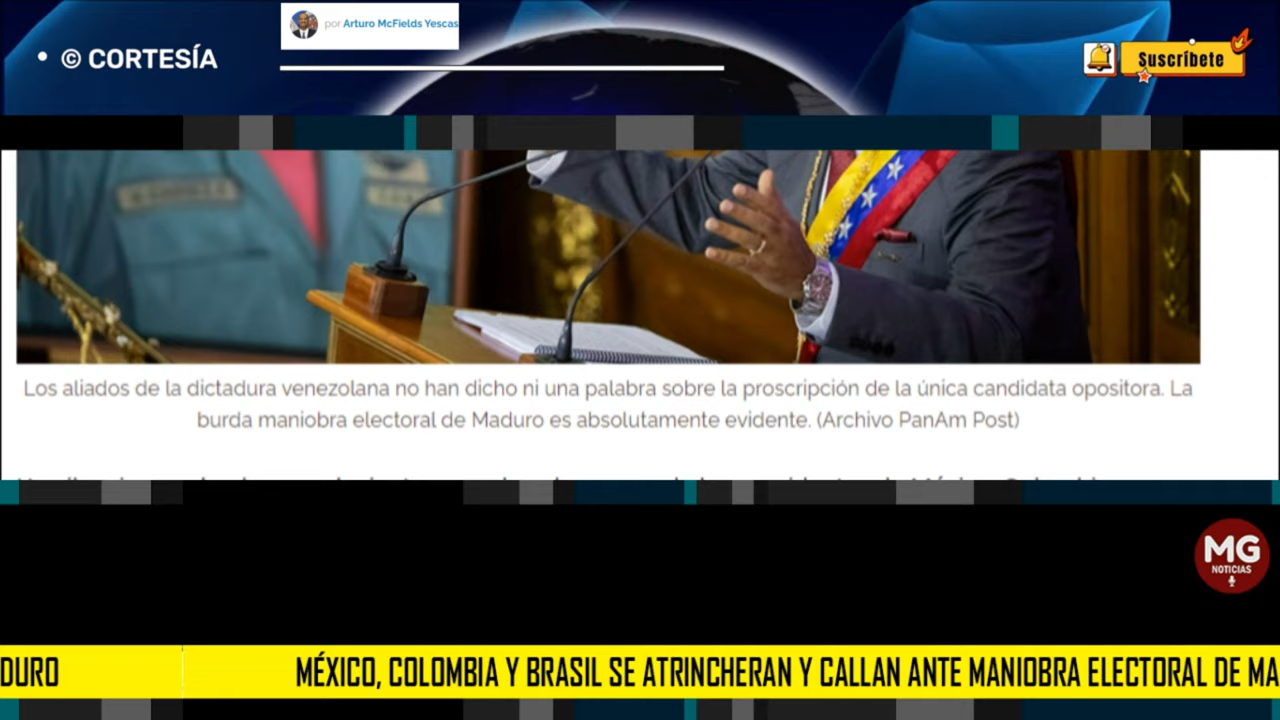 por Arturo McFields Yescas
• © CORTESÍA
Suscríbete
Los aliados de la dictadura venezolana no han dicho ni una palabra sobre la proscripción de la única candidata opositora. La
burda maniobra electoral de Maduro es absolutamente evidente. (Archivo PanAm Post)
MG
NOTICIAS
DURO
MÉXICO, COLOMBIA Y BRASIL SE ATRINCHERAN Y CALLAN ANTE MANIOBRA ELECTORAL DE MA